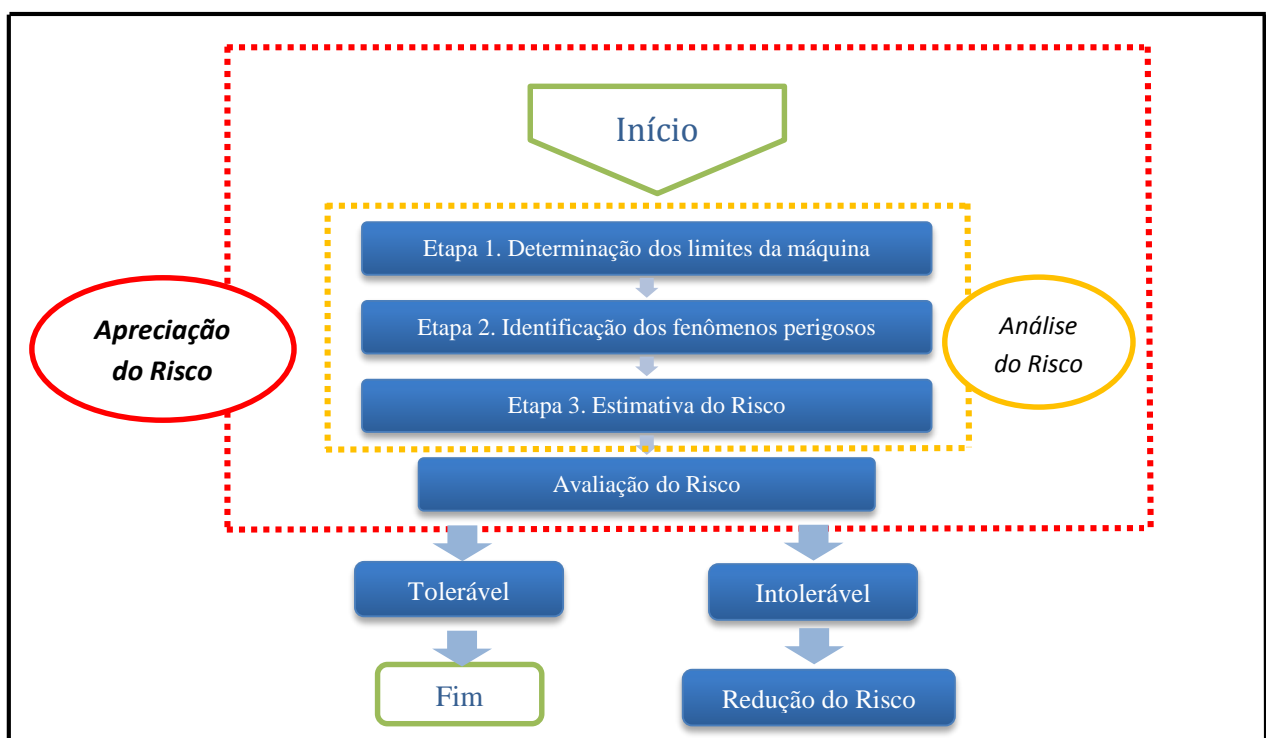 Início
Etapa 1. Determinação dos limites da máquina
Etapa 2. Identificação dos fenômenos perigosos
Apreciação
do Risco
Análise
do Risco
Etapa 3. Estimativa do Risco
Avaliação do Risco
Tolerável
Intolerável
Fim
Redução do Risco